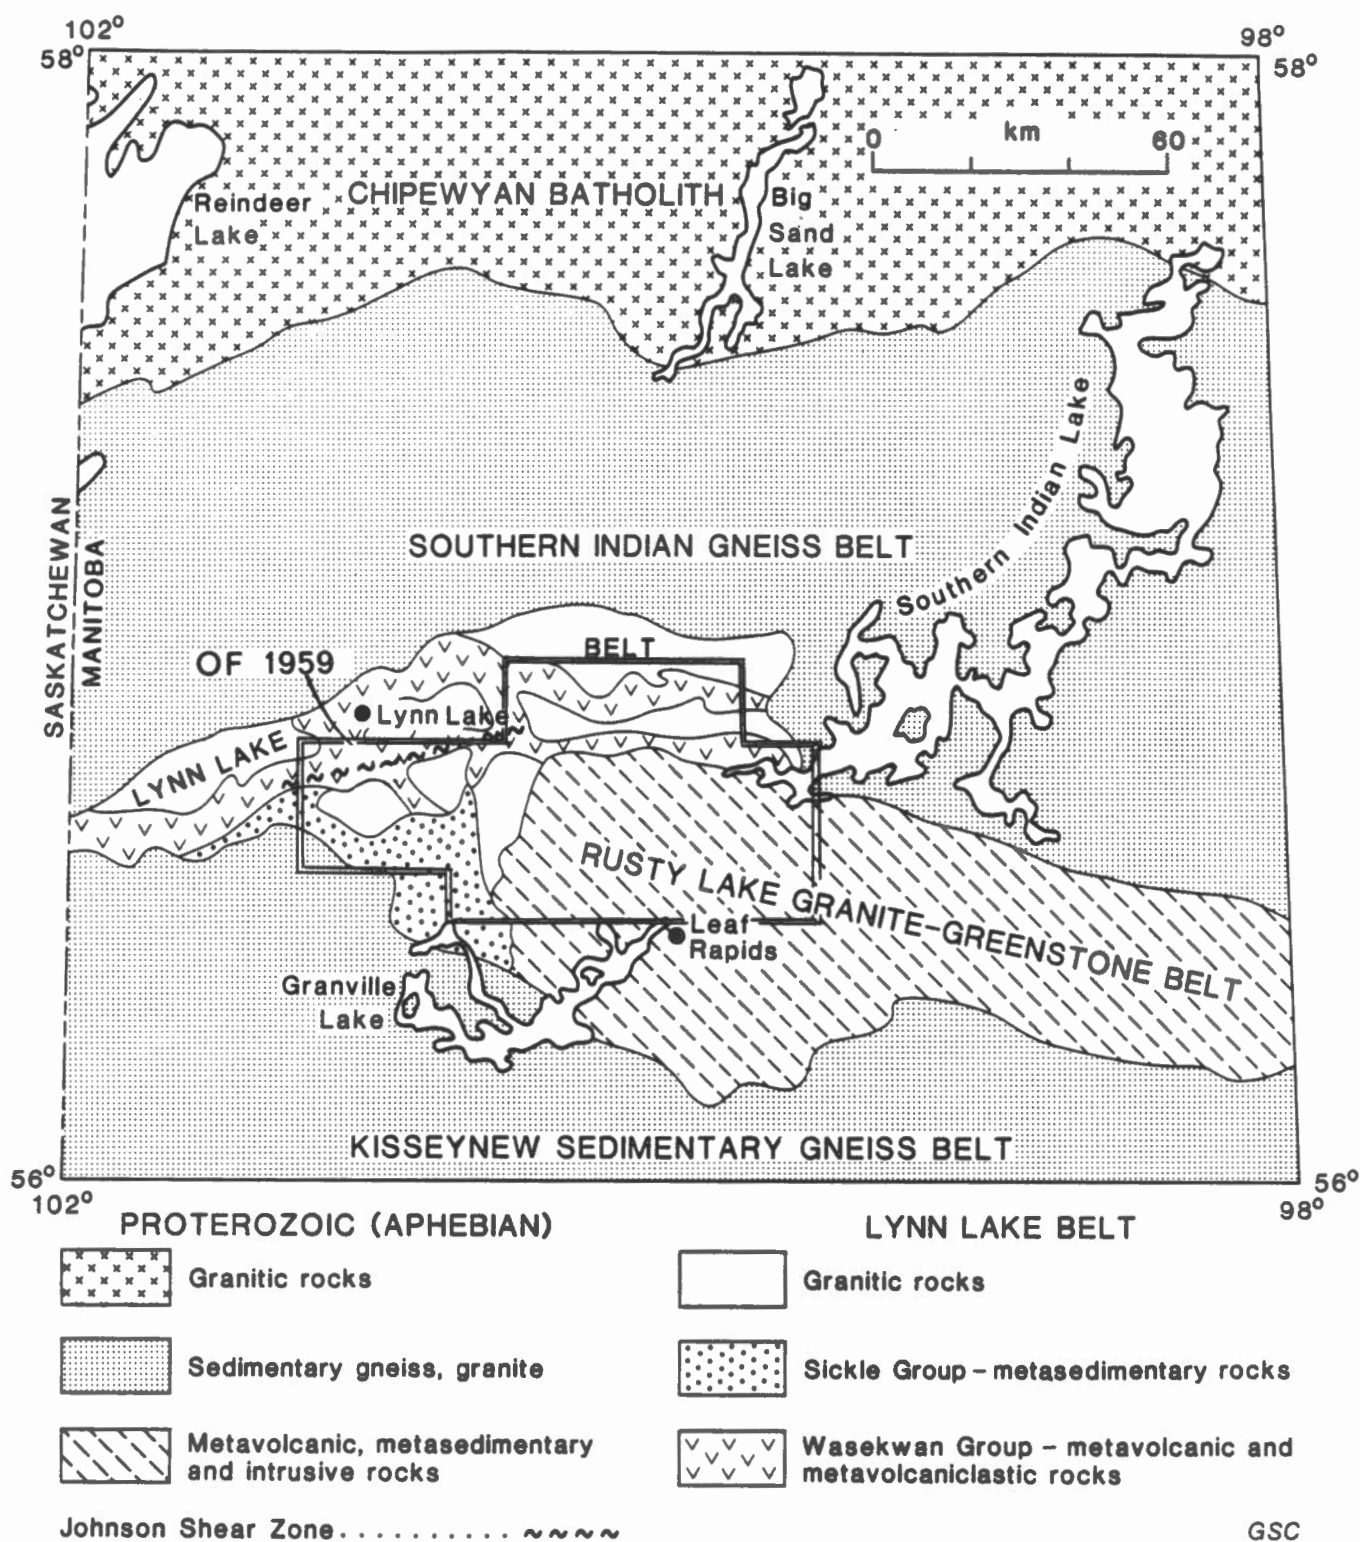 102°
98°
58°
58°
0 km 60
CHIPEWYAN BATHOLITH
Reindeer
Lake
Big
Sand
Lake
Southern Indian Lake
SASKATCHEWAN
MANITOBA
SOUTHERN INDIAN GNEISS BELT
BELT
OF 1959
Lynn Lake
LYNN LAKE
RUSTY LAKE GRANITE-GREENSTONE BELT
Leaf
Rapids
Granville
Lake
KISSEYNEW SEDIMENTARY GNEISS BELT
56°
56°
102°
98°
PROTEROZOIC (APHEBIAN)
Granitic rocks
Sedimentary gneiss, granite
Metavolcanic, metasedimentary
and intrusive rocks
Johnson Shear Zone..........
LYNN LAKE BELT
Granitic rocks
Sickle Group – metasedimentary rocks
Wasekwan Group – metavolcanic and
metavolcaniclastic rocks
GSC